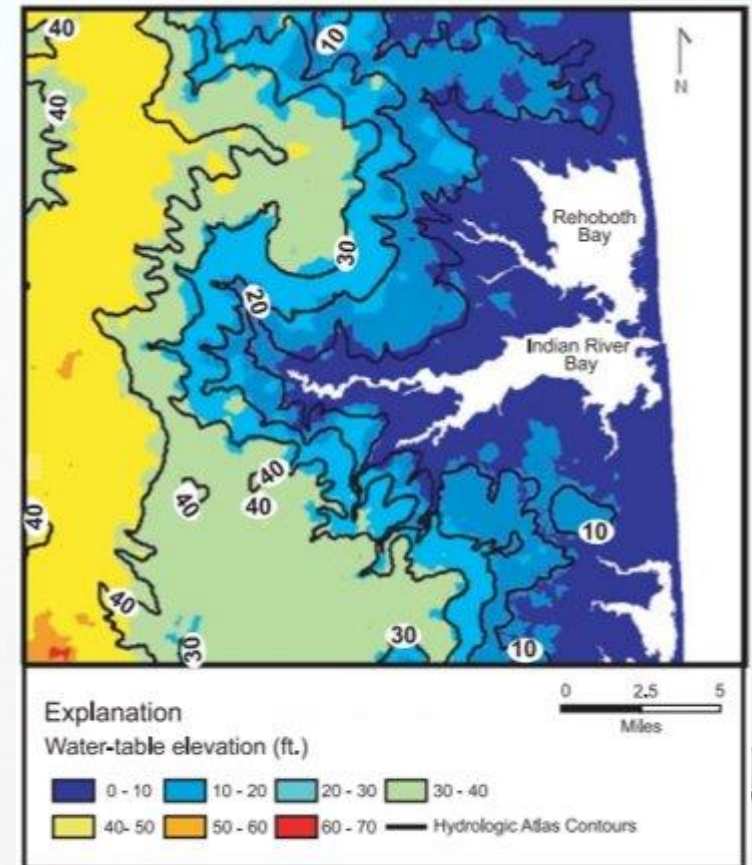 40
10
40
N
Rehoboth
Bay
30
20
Indian River
Bay
40
40
40
40
10
40
30
30
10
Explanation
Water-table elevation (ft.)
0 2.5 5
Miles
0 - 10 10 - 20 20 - 30 30 - 40
40- 50 50 - 60 60 - 70 Hydrologic Atlas Contours